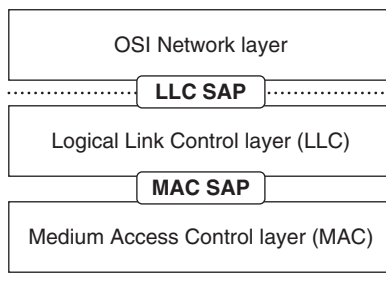 OSI Network layer
LLC SAP
Logical Link Control layer (LLC)
MAC SAP
Medium Access Control layer (MAC)